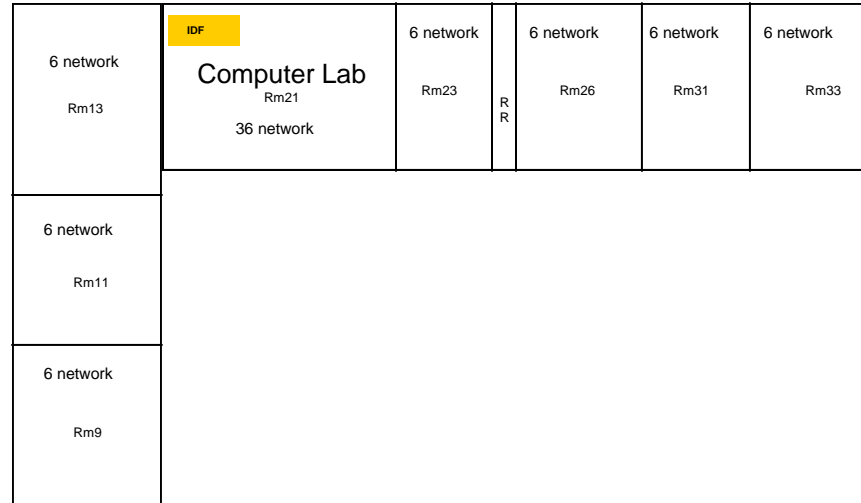 6 network
Rm13
IDF
Computer Lab
Rm21
36 network
6 network
Rm23
R
R
6 network
Rm26
6 network
Rm31
6 network
Rm33
6 network
Rm11
6 network
Rm9